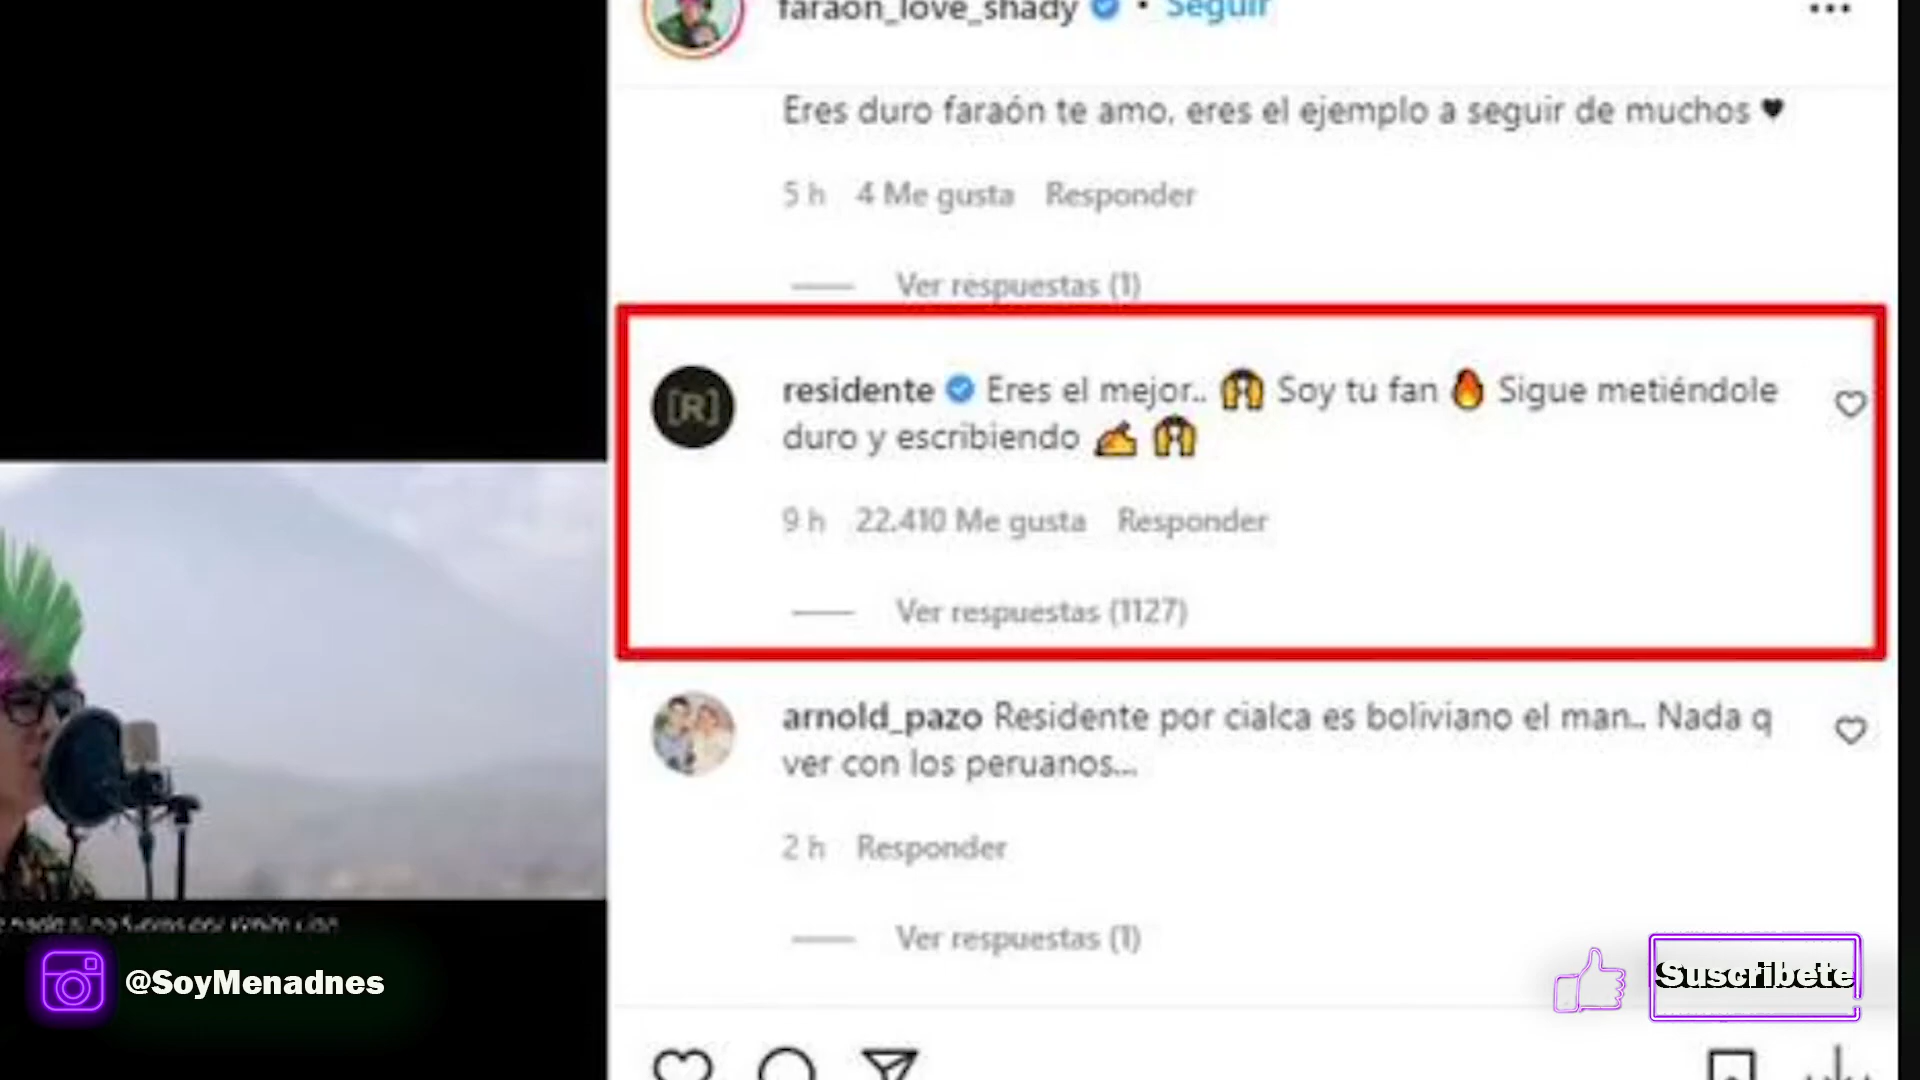 faraon_love_shady • Seguir
Eres duro faraón te amo, eres el ejemplo a seguir de muchos ♥
5 h 4 Me gusta Responder
Ver respuestas (1)
[R]
residente Eres el mejor.. 🙌 Soy tu fan 🔥 Sigue metiéndole
duro y escribiendo ✍ 🙌
9 h 22.410 Me gusta Responder
Ver respuestas (1127)
arnold_pazo Residente por cialca es boliviano el man.. Nada q
ver con los peruanos...
2 h Responder
Ver respuestas (1)
@SoyMenadnes
Suscribete